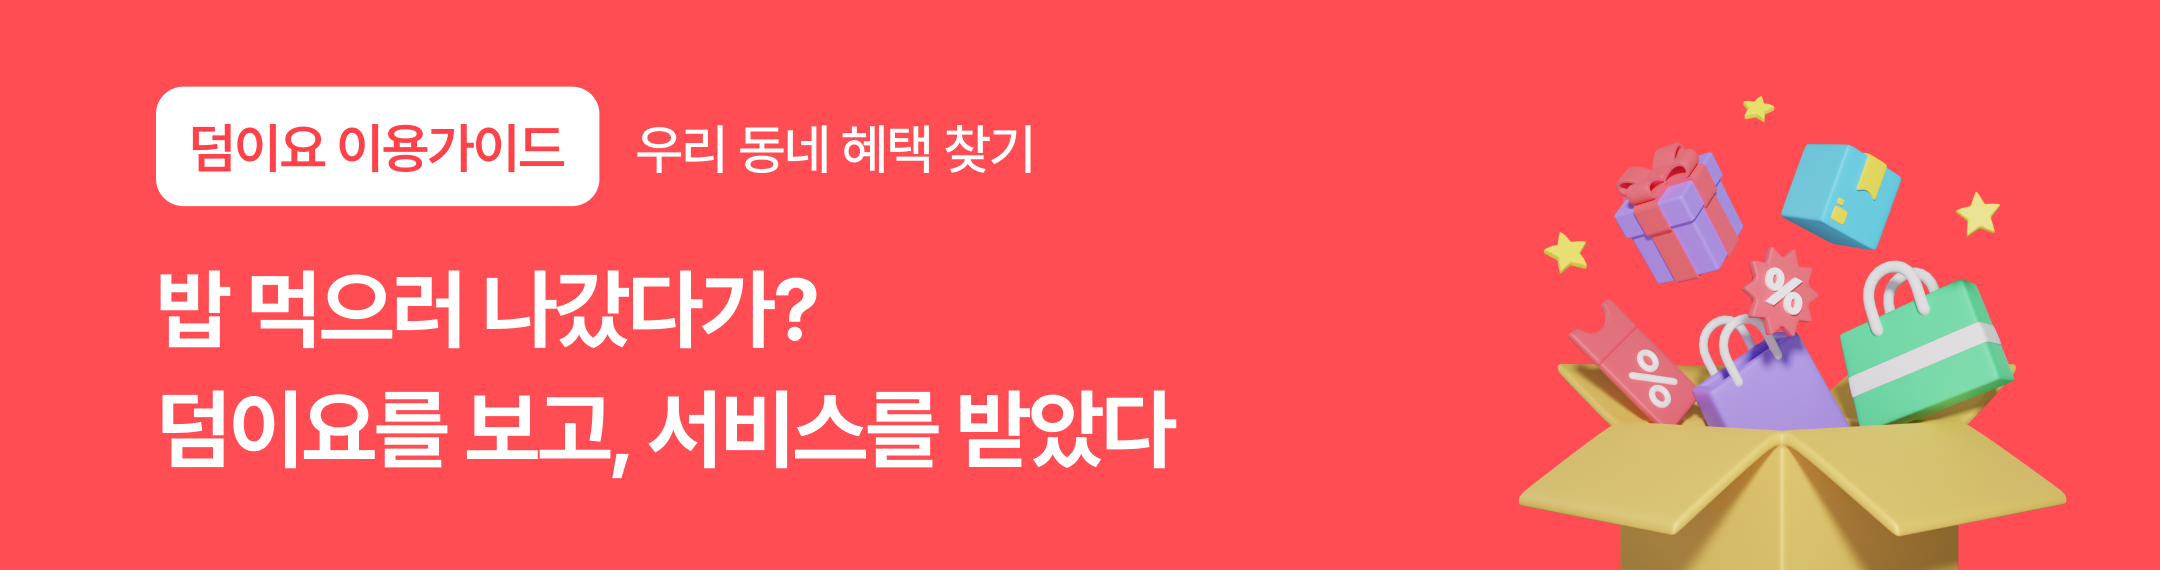 덤이요 이용가이드 우리 동네 혜택 찾기
밥 먹으러 나갔다가?
덤이요를 보고, 서비스를 받았다
%
%